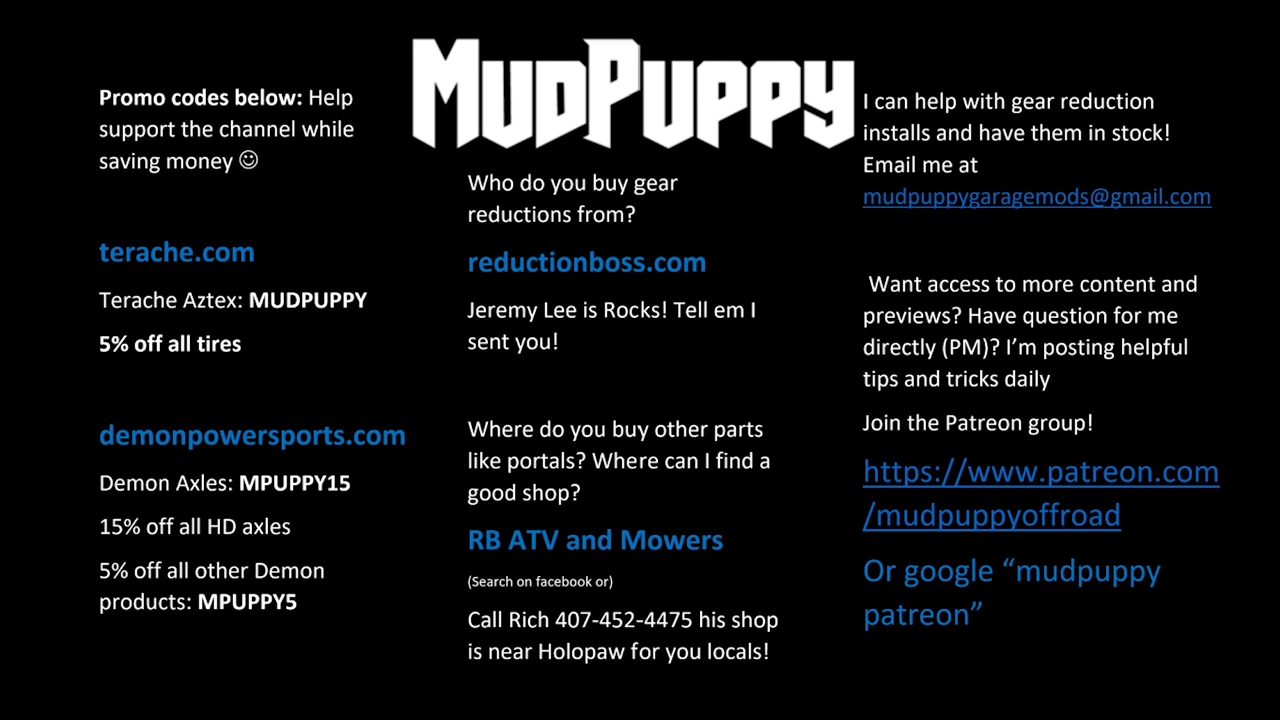 MUDPUPPY
Promo codes below: Help
support the channel while
saving money ☺
terache.com
Terache Aztex: MUDPUPPY
5% off all tires
demonpowersports.com
Demon Axles: MPUPPY15
15% off all HD axles
5% off all other Demon
products: MPUPPY5
Who do you buy gear
reductions from?
reductionboss.com
Jeremy Lee is Rocks! Tell em I
sent you!
Where do you buy other parts
like portals? Where can I find a
good shop?
RB ATV and Mowers
(Search on facebook or)
Call Rich 407-452-4475 his shop
is near Holopaw for you locals!
I can help with gear reduction
installs and have them in stock!
Email me at
mudpuppygaragemods@gmail.com
Want access to more content and
previews? Have question for me
directly (PM)? I'm posting helpful
tips and tricks daily
Join the Patreon group!
https://www.patreon.com
/mudpuppyoffroad
Or google “mudpuppy
patreon”